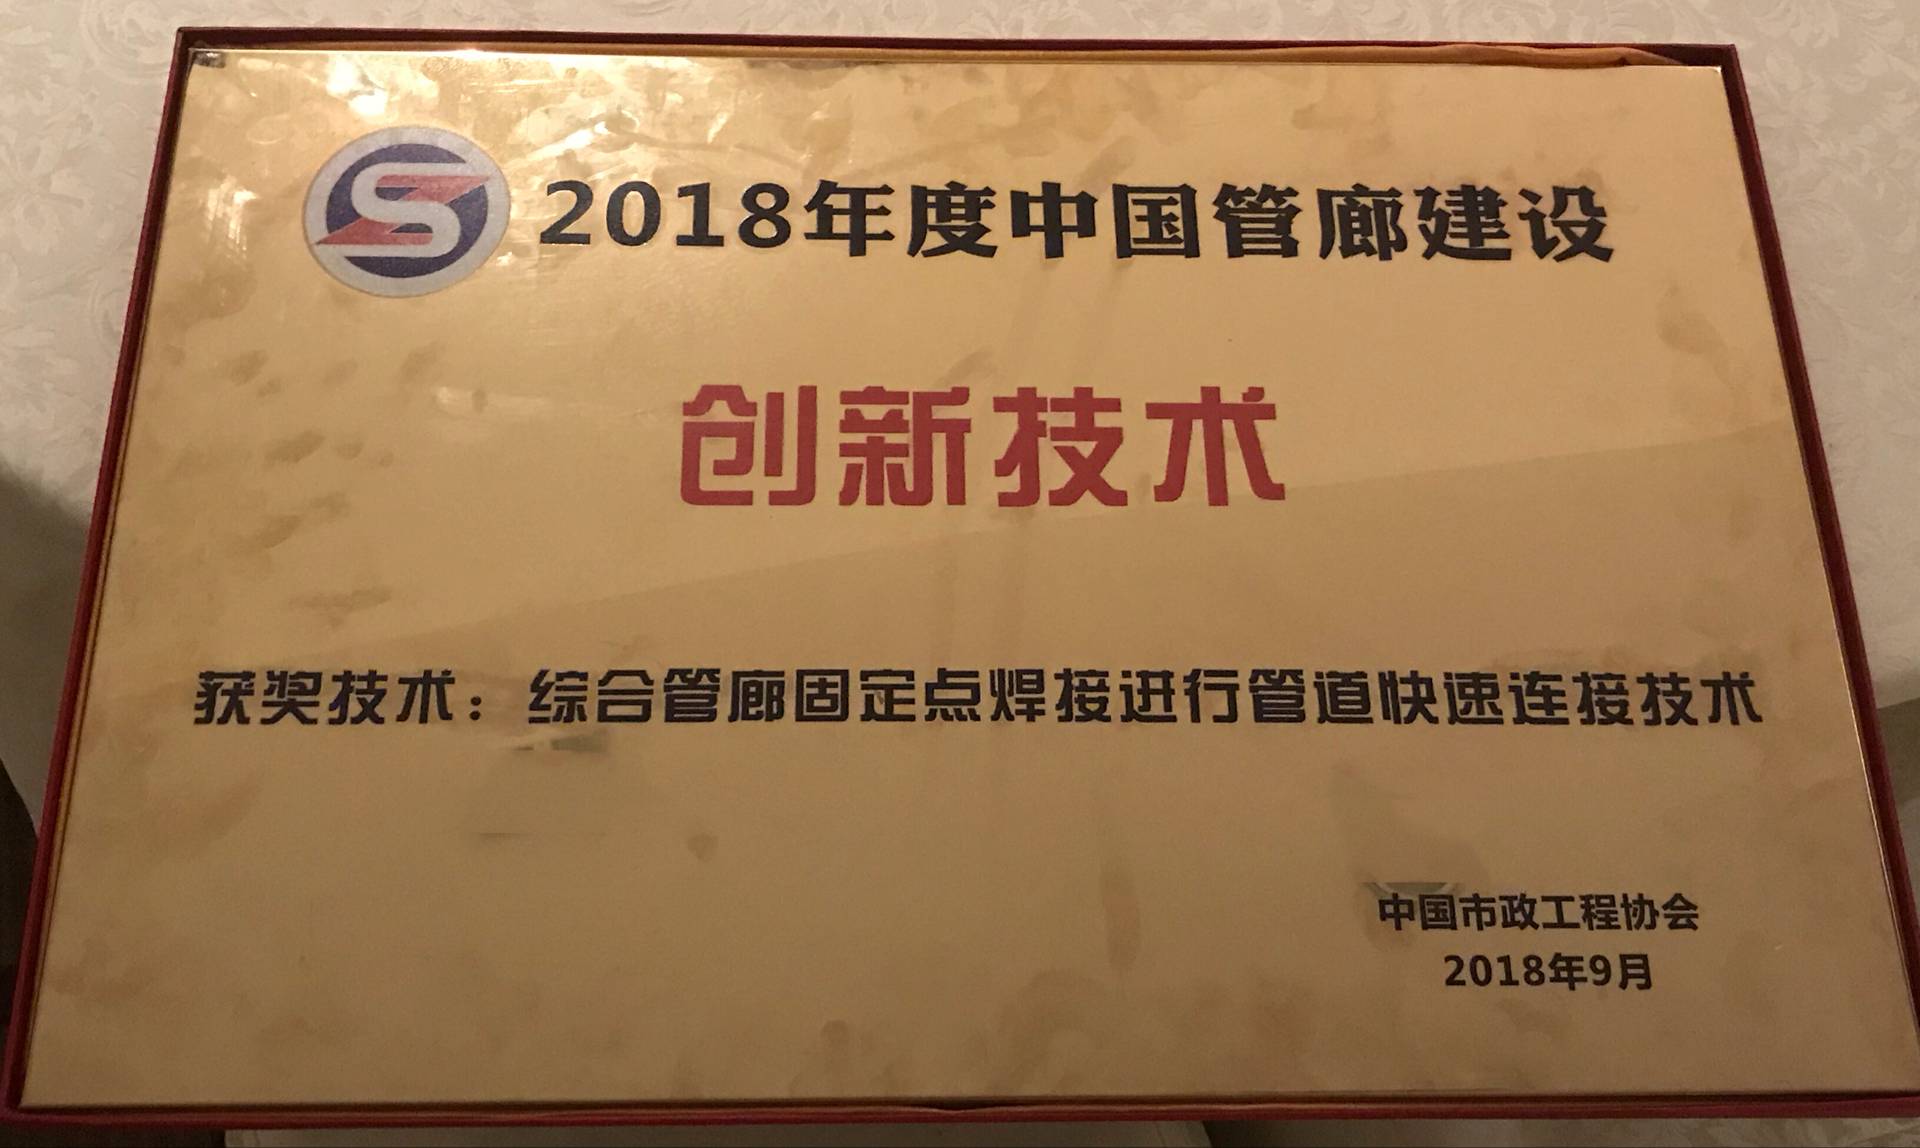 2018年度中国管廊建设
创新技术
获奖技术：综合管廊固定点焊接进行管道快速连接技术
中国市政工程协会
2018年9月